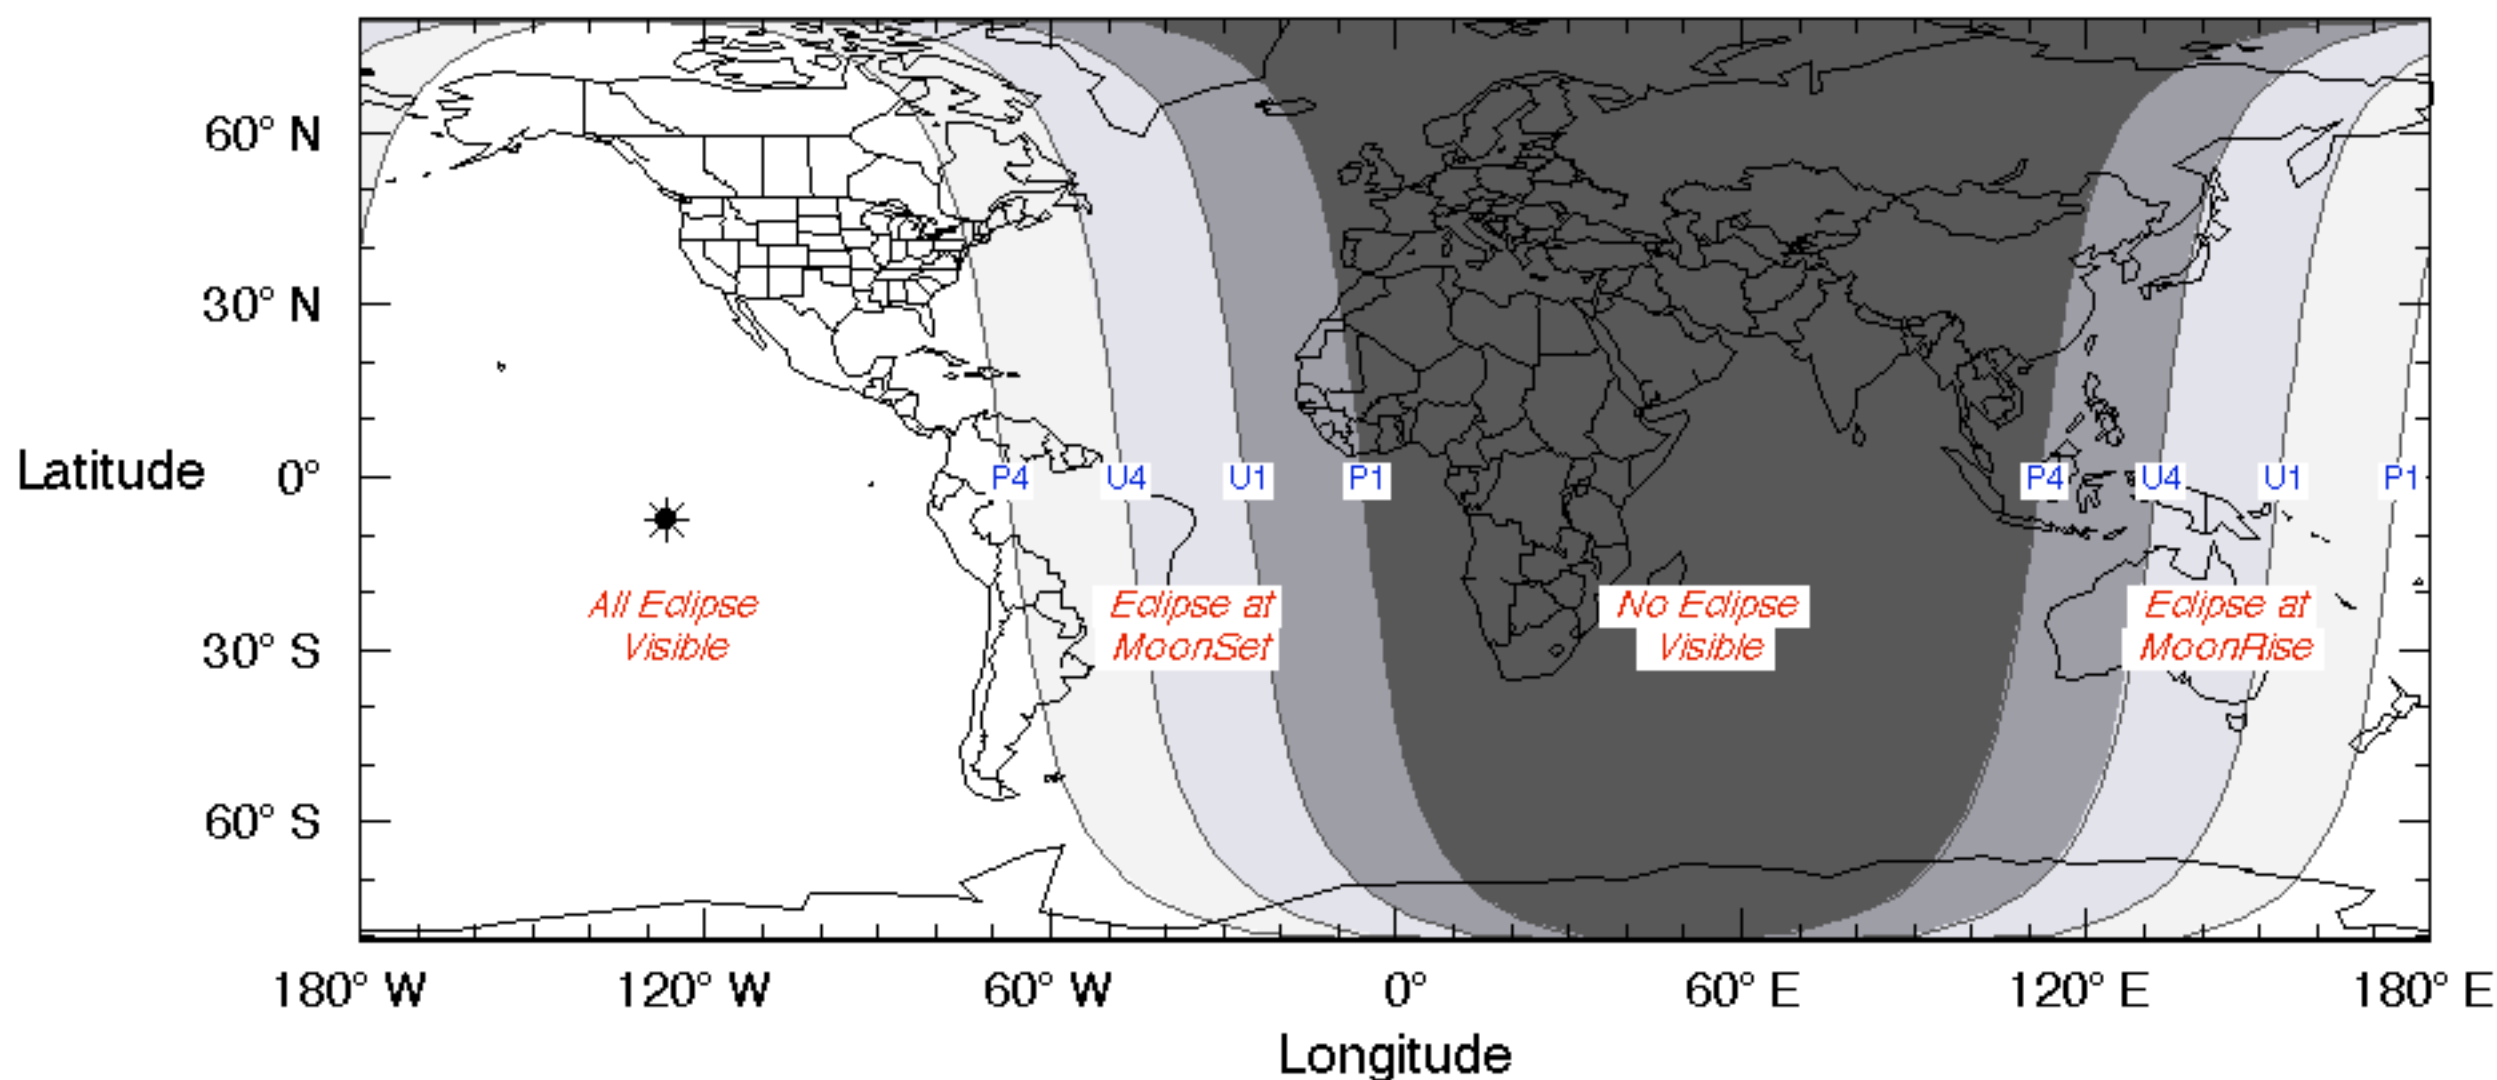 60° N
30° N
Latitude 0°
P4 U4 U1 P1 P4 U4 U1 P1
All Eclipse
Visible
Eclipse at
MoonSet
No Eclipse
Visible
Eclipse at
MoonRise
30° S
60° S
180° W 120° W 60° W 0° 60° E 120° E 180° E
Longitude